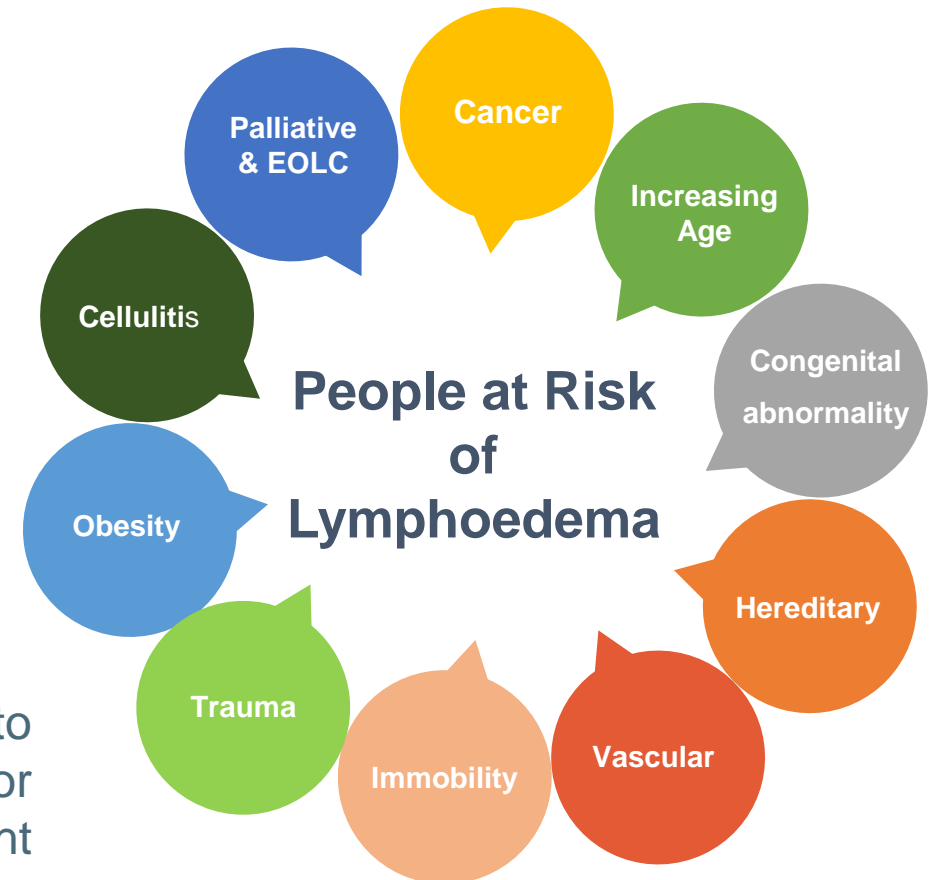 Cancer
Increasing
Age
Congenital
abnormality
Hereditary
Vascular
Immobility
Trauma
Obesity
Cellulitis
Palliative
& EOLC
People at Risk
of
Lymphoedema
to
or
nt